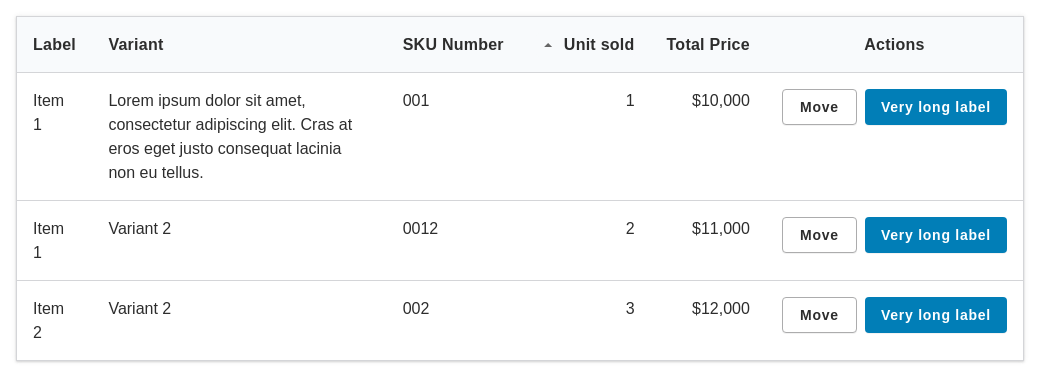 Label Variant SKU Number Unit sold Total Price Actions
Item Lorem ipsum dolor sit amet, 001 1 $10,000 Move Very long label
1 consectetur adipiscing elit. Cras at
eros eget justo consequat lacinia
non eu tellus.
Item Variant 2 0012 2 $11,000 Move Very long label
1
Item Variant 2 002 3 $12,000 Move Very long label
2